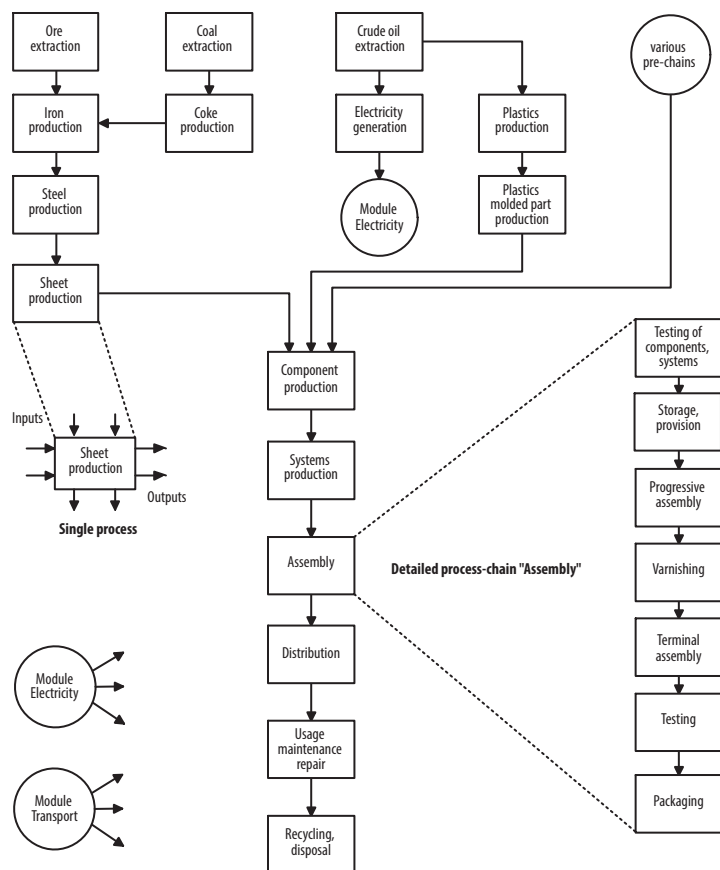 Ore
extraction
Coal
extraction
Crude oil
extraction
various
pre-chains
Iron
production
Coke
production
Electricity
generation
Plastics
production
Steel
production
Module
Electricity
Plastics
molded part
production
Sheet
production
Component
production
Testing of
components,
systems
Inputs
Sheet
production
Outputs
Single process
Systems
production
Storage,
provision
Progressive
assembly
Assembly
Detailed process-chain "Assembly"
Varnishing
Distribution
Terminal
assembly
Module
Electricity
Usage
maintenance
repair
Testing
Module
Transport
Packaging
Recycling,
disposal